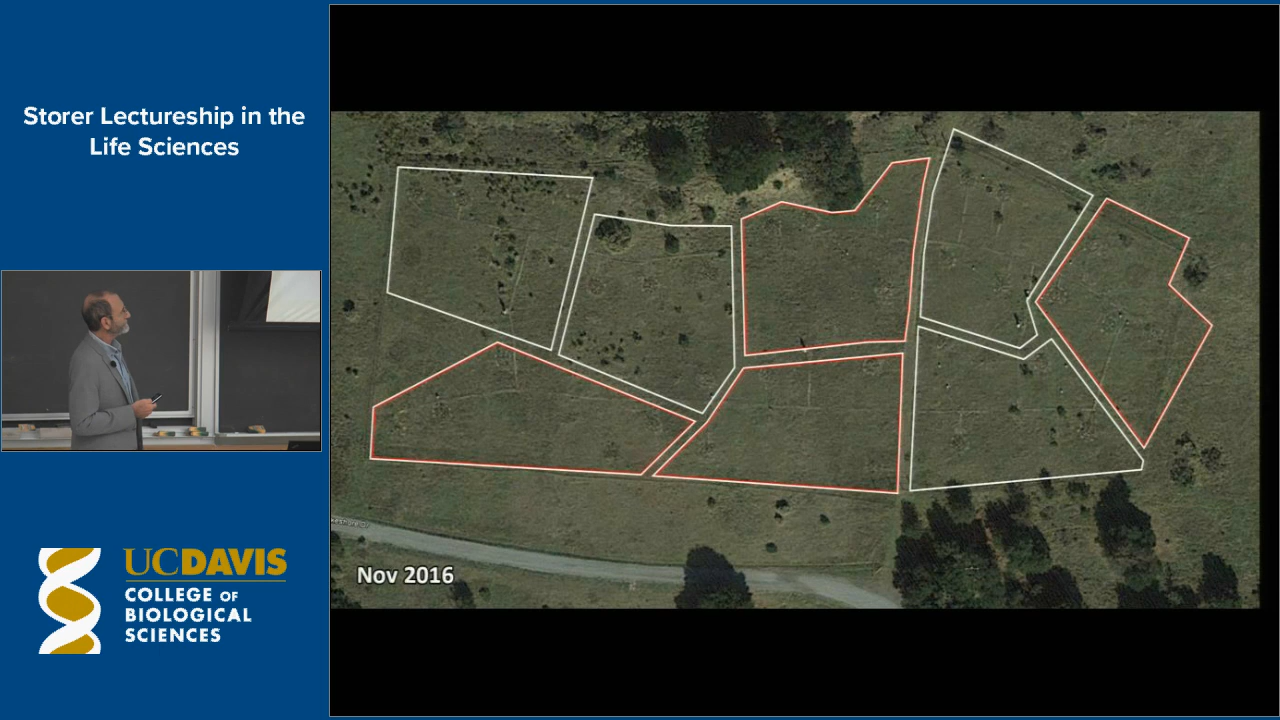 Storer Lectureship in the
Life Sciences
UCDAVIS
COLLEGE OF
BIOLOGICAL
SCIENCES
Nov 2016